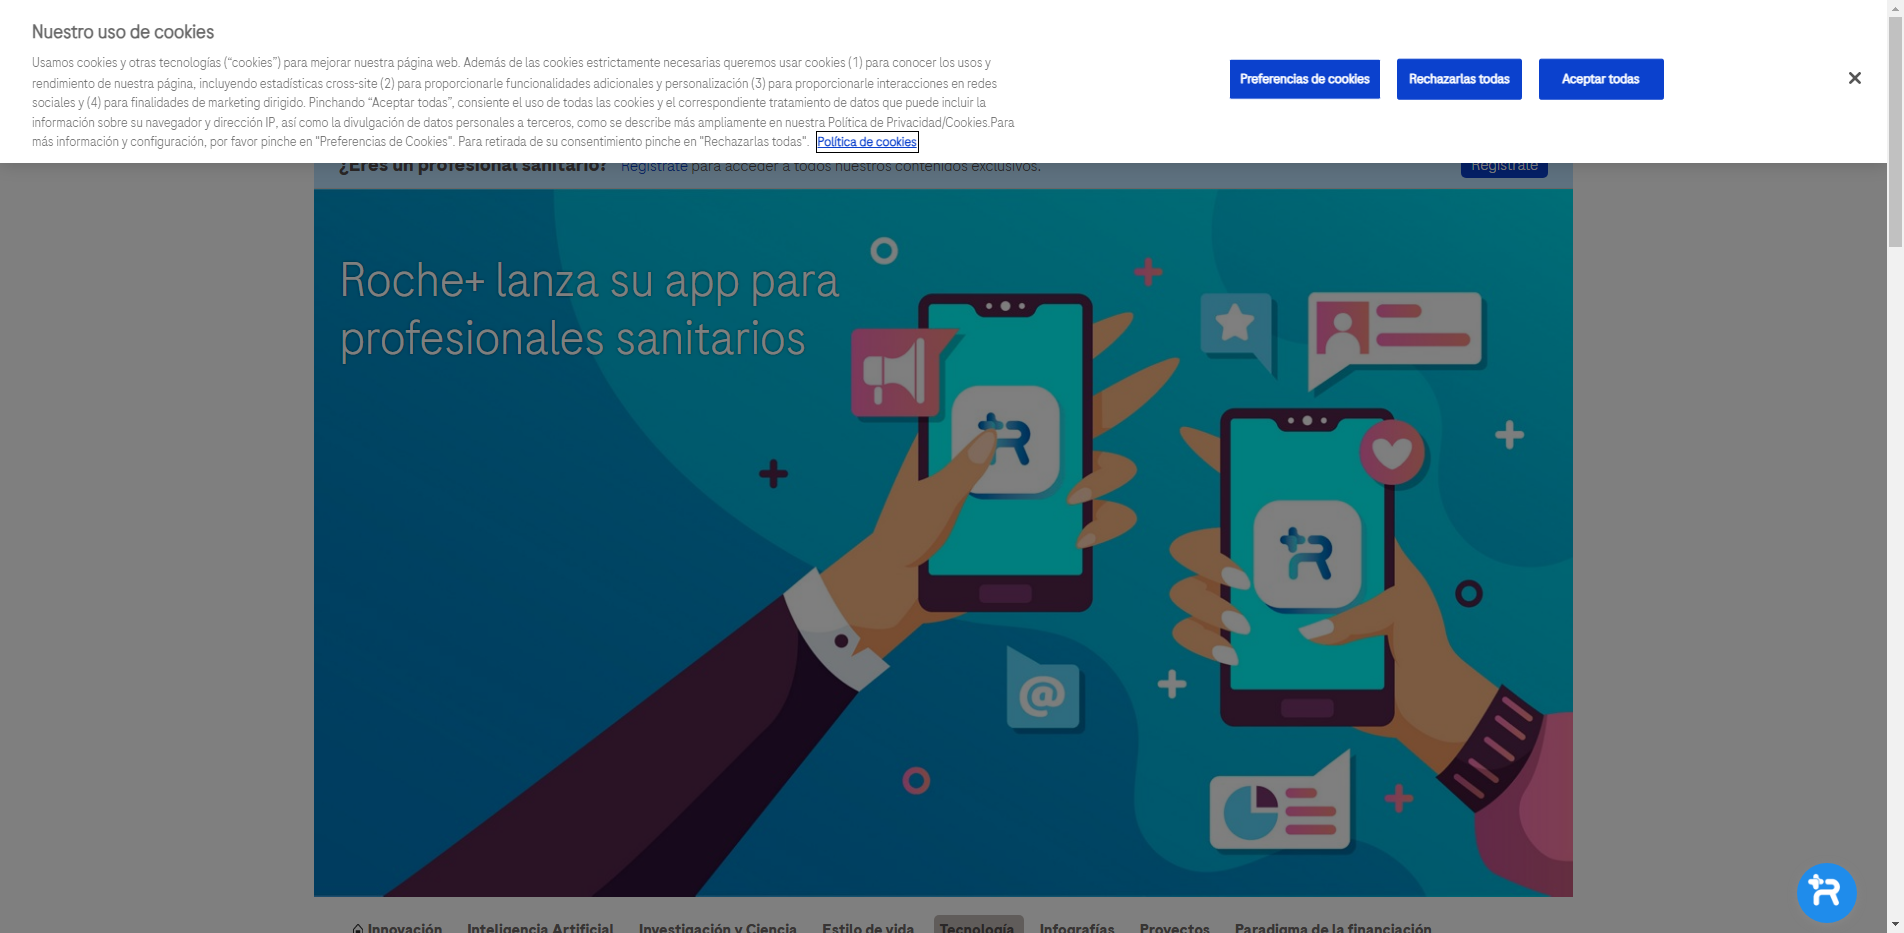 Nuestro uso de cookies
Usamos cookies y otras tecnologías (“cookies”) para mejorar nuestra página web. Además de las cookies estrictamente necesarias queremos usar cookies (1) para conocer los usos y
rendimiento de nuestra página, incluyendo estadísticas cross-site (2) para proporcionarle funcionalidades adicionales y personalización (3) para proporcionarle interacciones en redes
sociales y (4) para finalidades de marketing dirigido. Pinchando “Aceptar todas”, consiente el uso de todas las cookies y el correspondiente tratamiento de datos que puede incluir la
información sobre su navegador y dirección IP, así como la divulgación de datos personales a terceros, como se describe más ampliamente en nuestra Política de Privacidad/Cookies.Para
más información y configuración, por favor pinche en "Preferencias de Cookies". Para retirada de su consentimiento pinche en "Rechazarlas todas". Política de cookies
Preferencias de cookies
Rechazarlas todas
Aceptar todas
¿Eres un profesional sanitario? Regístrate para acceder a todos nuestros contenidos exclusivos.
Regístrate
Roche+ lanza su app para
profesionales sanitarios
@
Innovación Inteligencia Artificial Investigación y Ciencia Estilo de vida Tecnología Infografías Proyectos Paradigma de la financiación